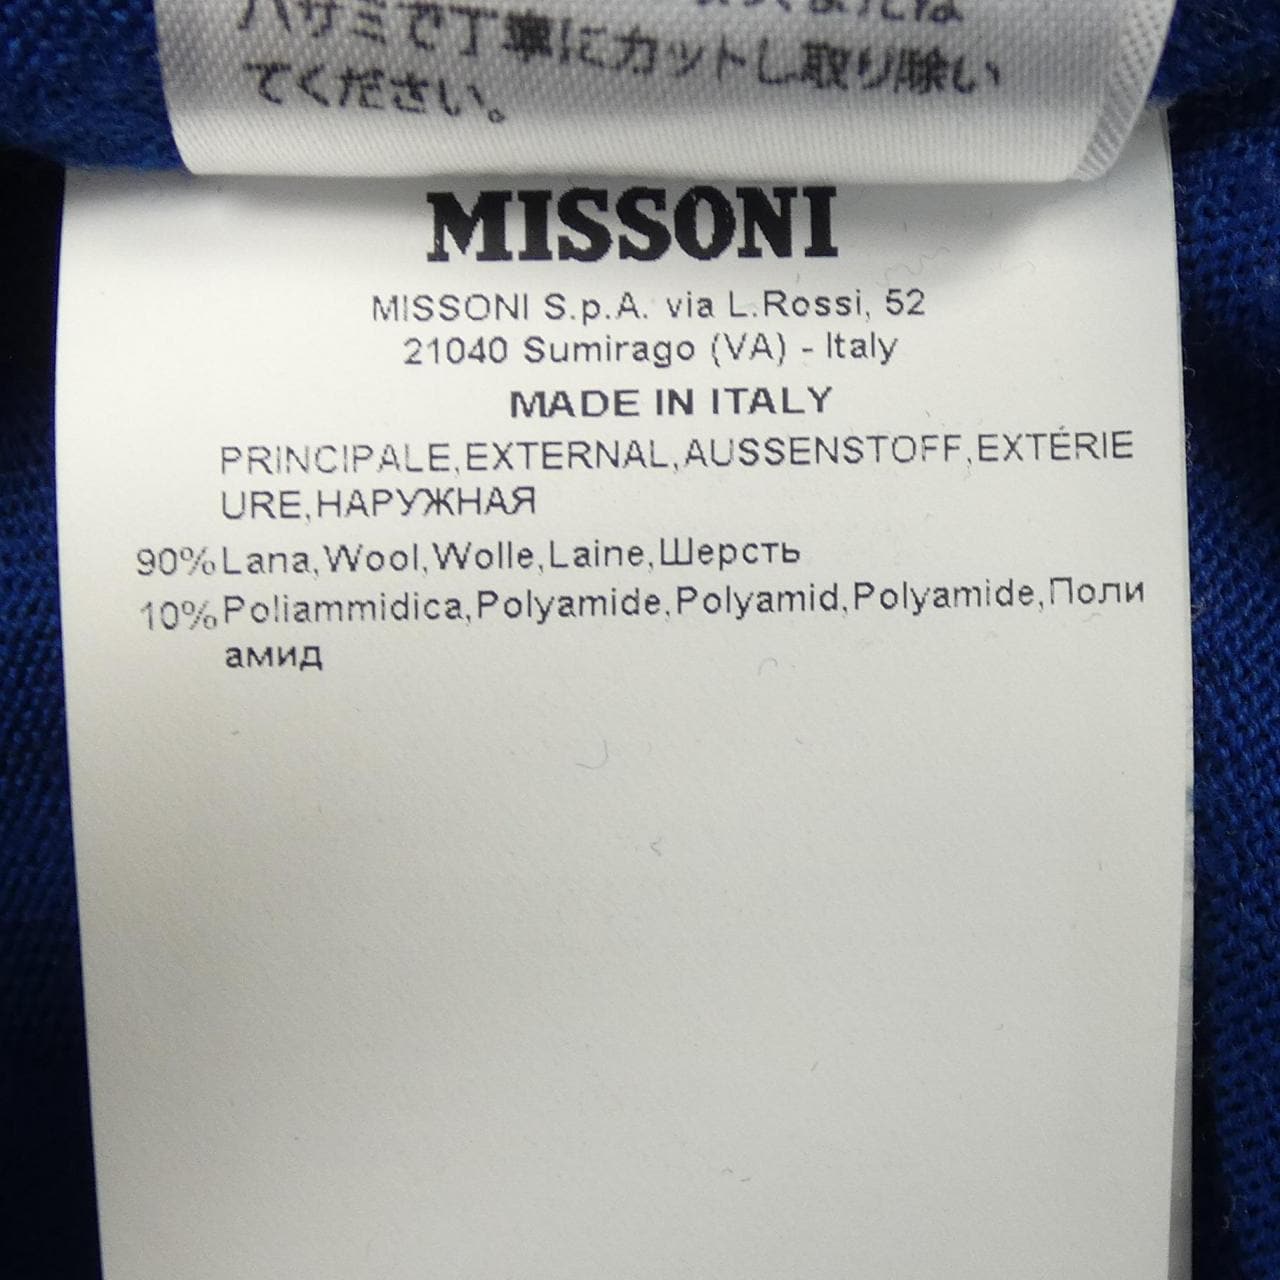 ハサミで丁寧にカットし取り除い
てください。
MISSONI
MISSONI S.p.A. via L.Rossi, 52
21040 Sumirago (VA) - Italy
MADE IN ITALY
PRINCIPALE,EXTERNAL,AUSSENSTOFF,EXTÉRIE
URE,НАРУЖНАЯ
90% Lana,Wool,Wolle,Laine,Шерсть
10% Poliammidica,Polyamide,Polyamid,Polyamide,Поли
амид